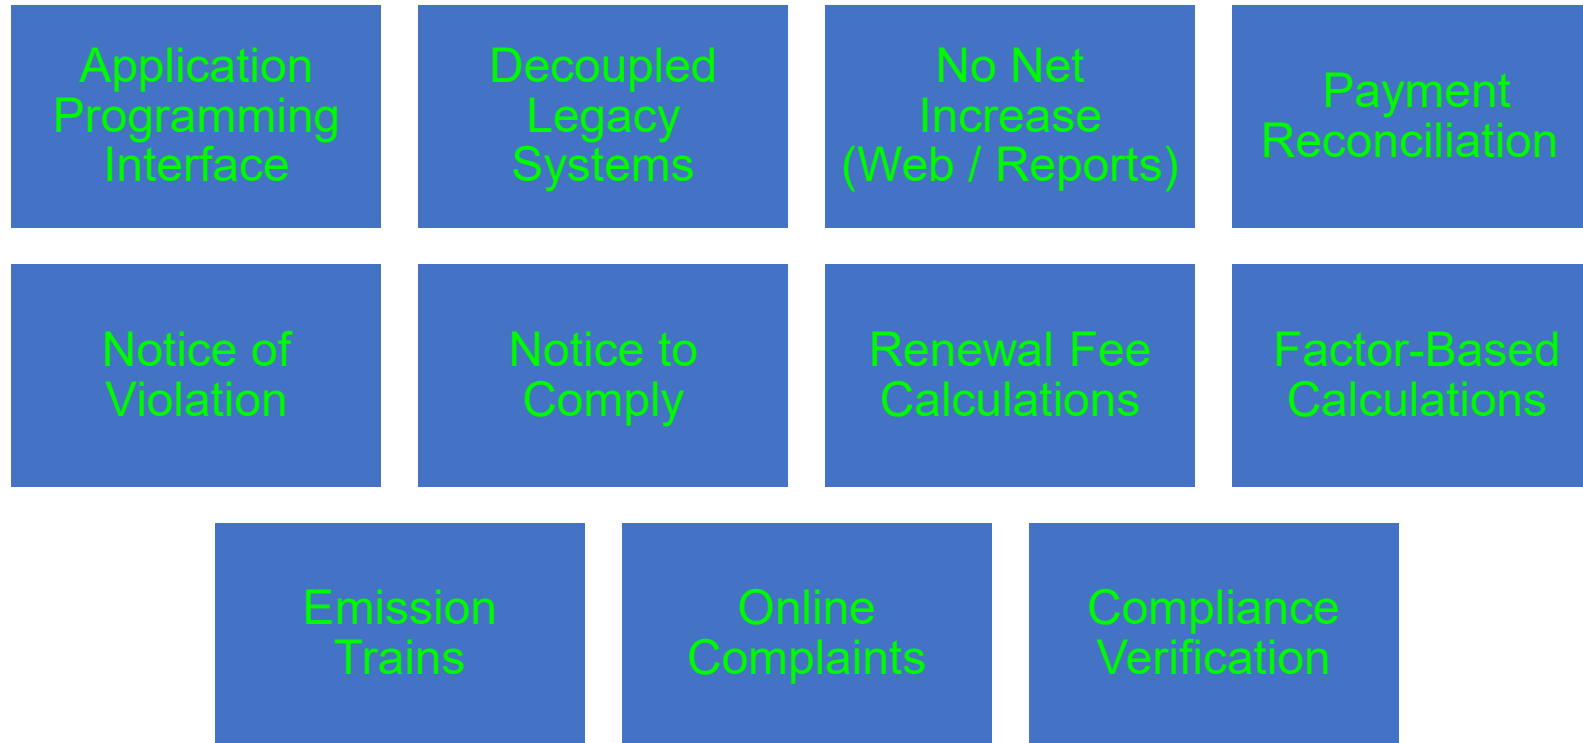 Application
Programming
Interface
Decoupled
Legacy
Systems
No Net
Increase
(Web / Reports)
Payment
Reconciliation
Notice of
Violation
Notice to
Comply
Renewal Fee
Calculations
Factor-Based
Calculations
Emission
Trains
Online
Complaints
Compliance
Verification